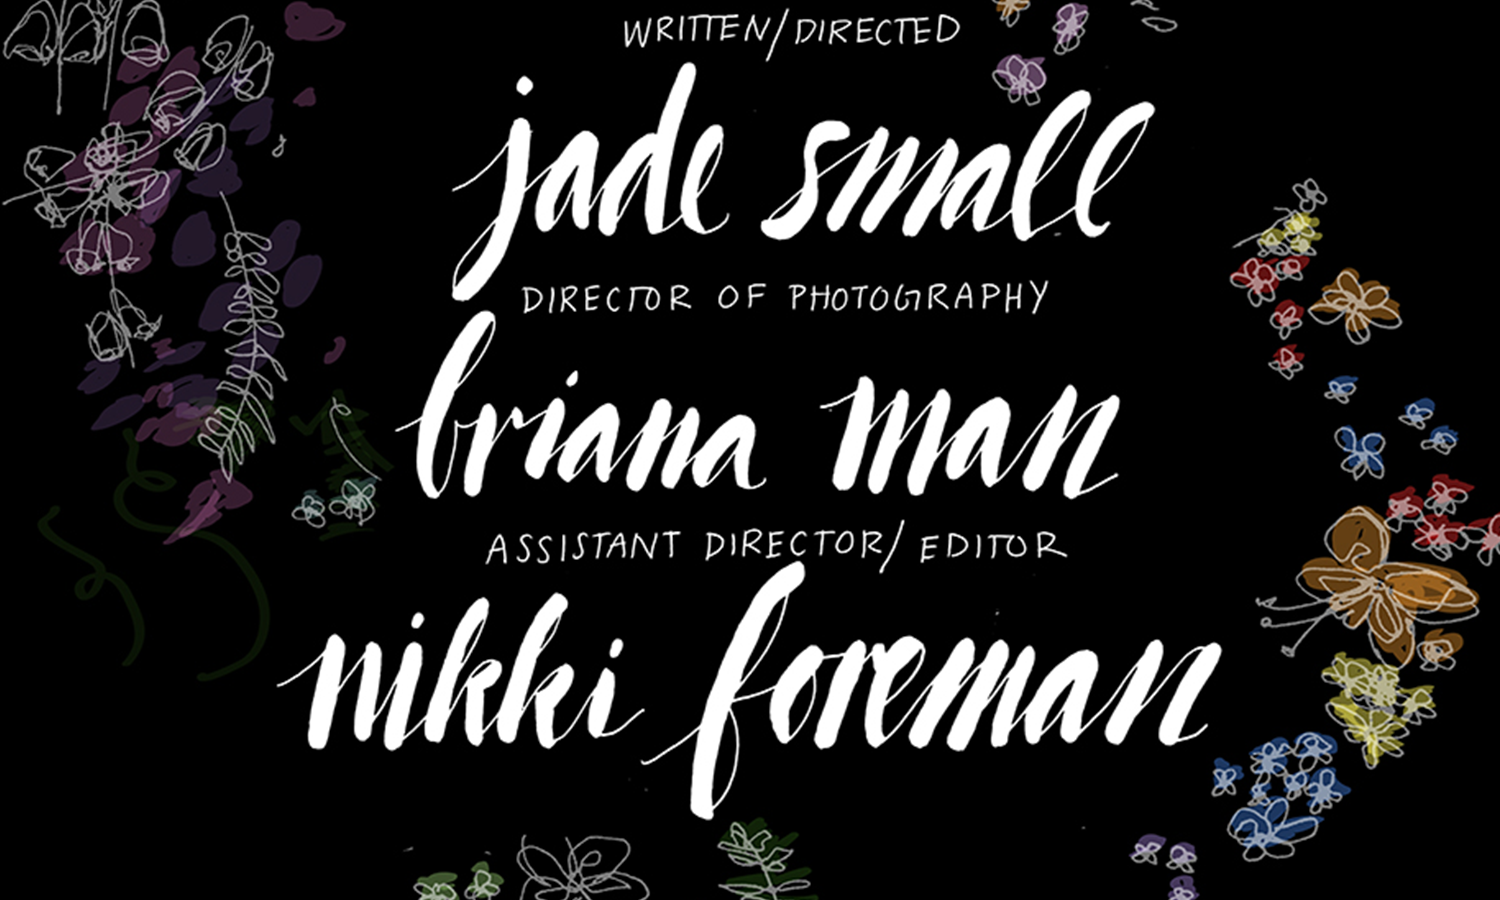 WRITTEN/DIRECTED
jade small
DIRECTOR OF PHOTOGRAPHY
briana man
ASSISTANT DIRECTOR/EDITOR
nikki foreman